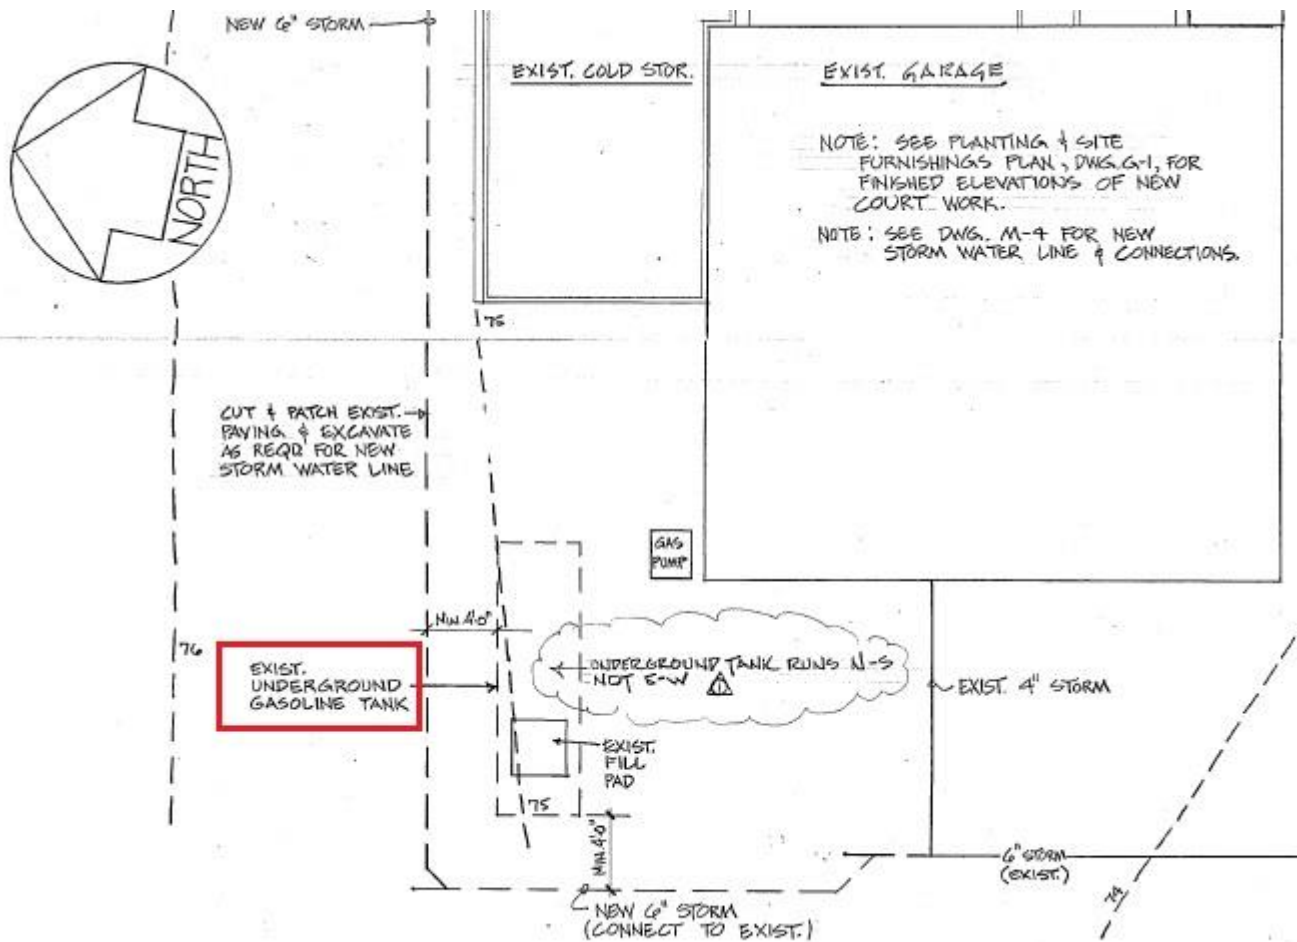 NEW 6" STORM
EXIST. COLD STOR.
EXIST. GARAGE
NOTE: SEE PLANTING & SITE
FURNISHINGS PLAN, DWG. G-1, FOR
FINISHED ELEVATIONS OF NEW
COURT WORK.
NOTE: SEE DWG. M-4 FOR NEW
STORM WATER LINE & CONNECTIONS.
NORTH
75
CUT & PATCH EXIST.
PAVING & EXCAVATE
AS REQD FOR NEW
STORM WATER LINE
GAS
PUMP
MIN. 4'0"
76
EXIST.
UNDERGROUND
GASOLINE TANK
UNDERGROUND TANK RUNS N-S
NOT E-W 1
EXIST. 4" STORM
EXIST.
FILL
PAD
75
MIN. 4'0"
6" STORM
(EXIST.)
74
NEW 6" STORM
(CONNECT TO EXIST.)